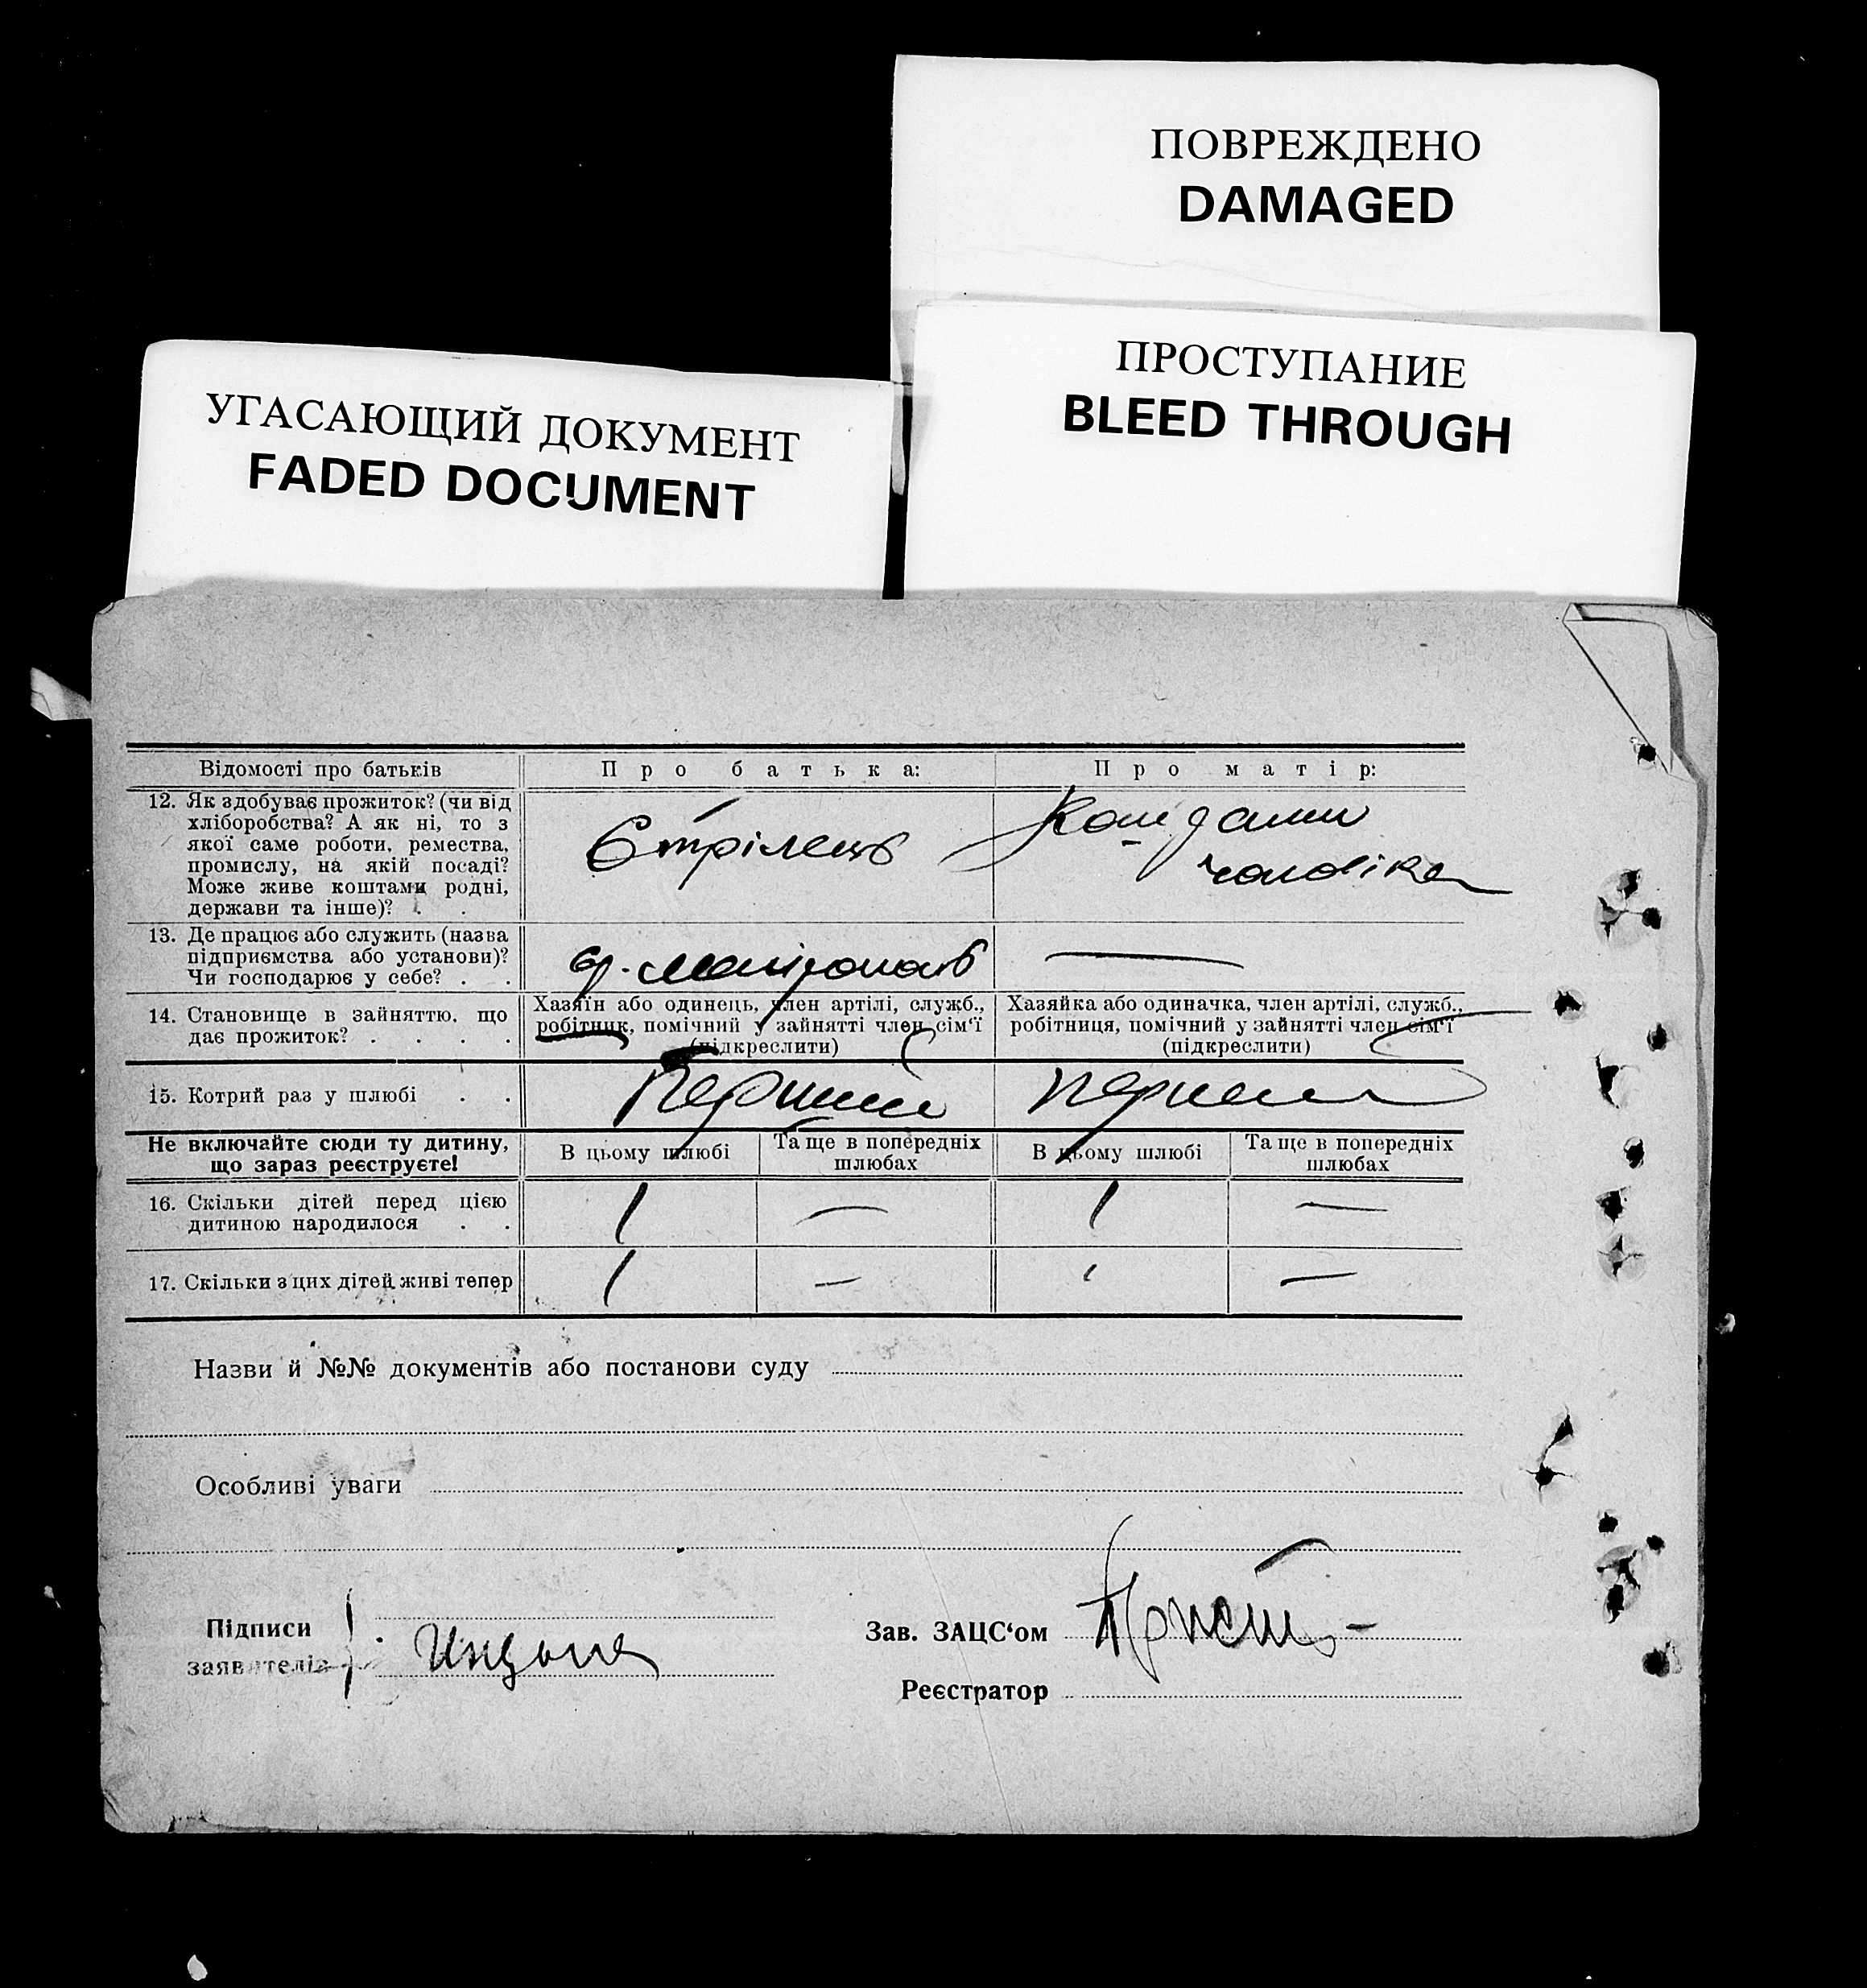 ПОВРЕЖДЕНО
DAMAGED
ПРОСТУПАНИЕ
BLEED THROUGH
УГАСАЮЩИЙ ДОКУМЕНТ
FADED DOCUMENT
Відомості про батьків
Про батька:
Про матір:
12. Як здобуває прожиток? (чи від
хліборобства? А як ні, то з
якої саме роботи, ремества,
промислу, на якій посаді?
Може живе коштами родні,
держави та інше)? . .
Стрілець
Кошдами
чоловіка
13. Де працює або служить (назва
підприємства або установи)?
Чи господарює у себе? . .
—
14. Становище в зайняттю, що
дає прожиток? . . . .
Хазяїн або одинець, член артілі, служб.,
робітник, помічний у зайнятті член сім'ї
(підкреслити)
Хазяйка або одиначка, член артілі, служб.,
робітниця, помічний у зайнятті член сім'ї
(підкреслити)
15. Котрий раз у шлюбі . .
Перший
Не включайте сюди ту дитину,
що зараз реєструєте!
В цьому шлюбі
Та ще в попередніх
шлюбах
В цьому шлюбі
Та ще в попередніх
шлюбах
16. Скільки дітей перед цією
дитиною народилося . .
1 — 1 —
17. Скільки з цих дітей живі тепер
1 — 1 —
Назви й №№ документів або постанови суду
Особливі уваги
Підписи
заявителів
Зав. ЗАЦС'ом
Реєстратор